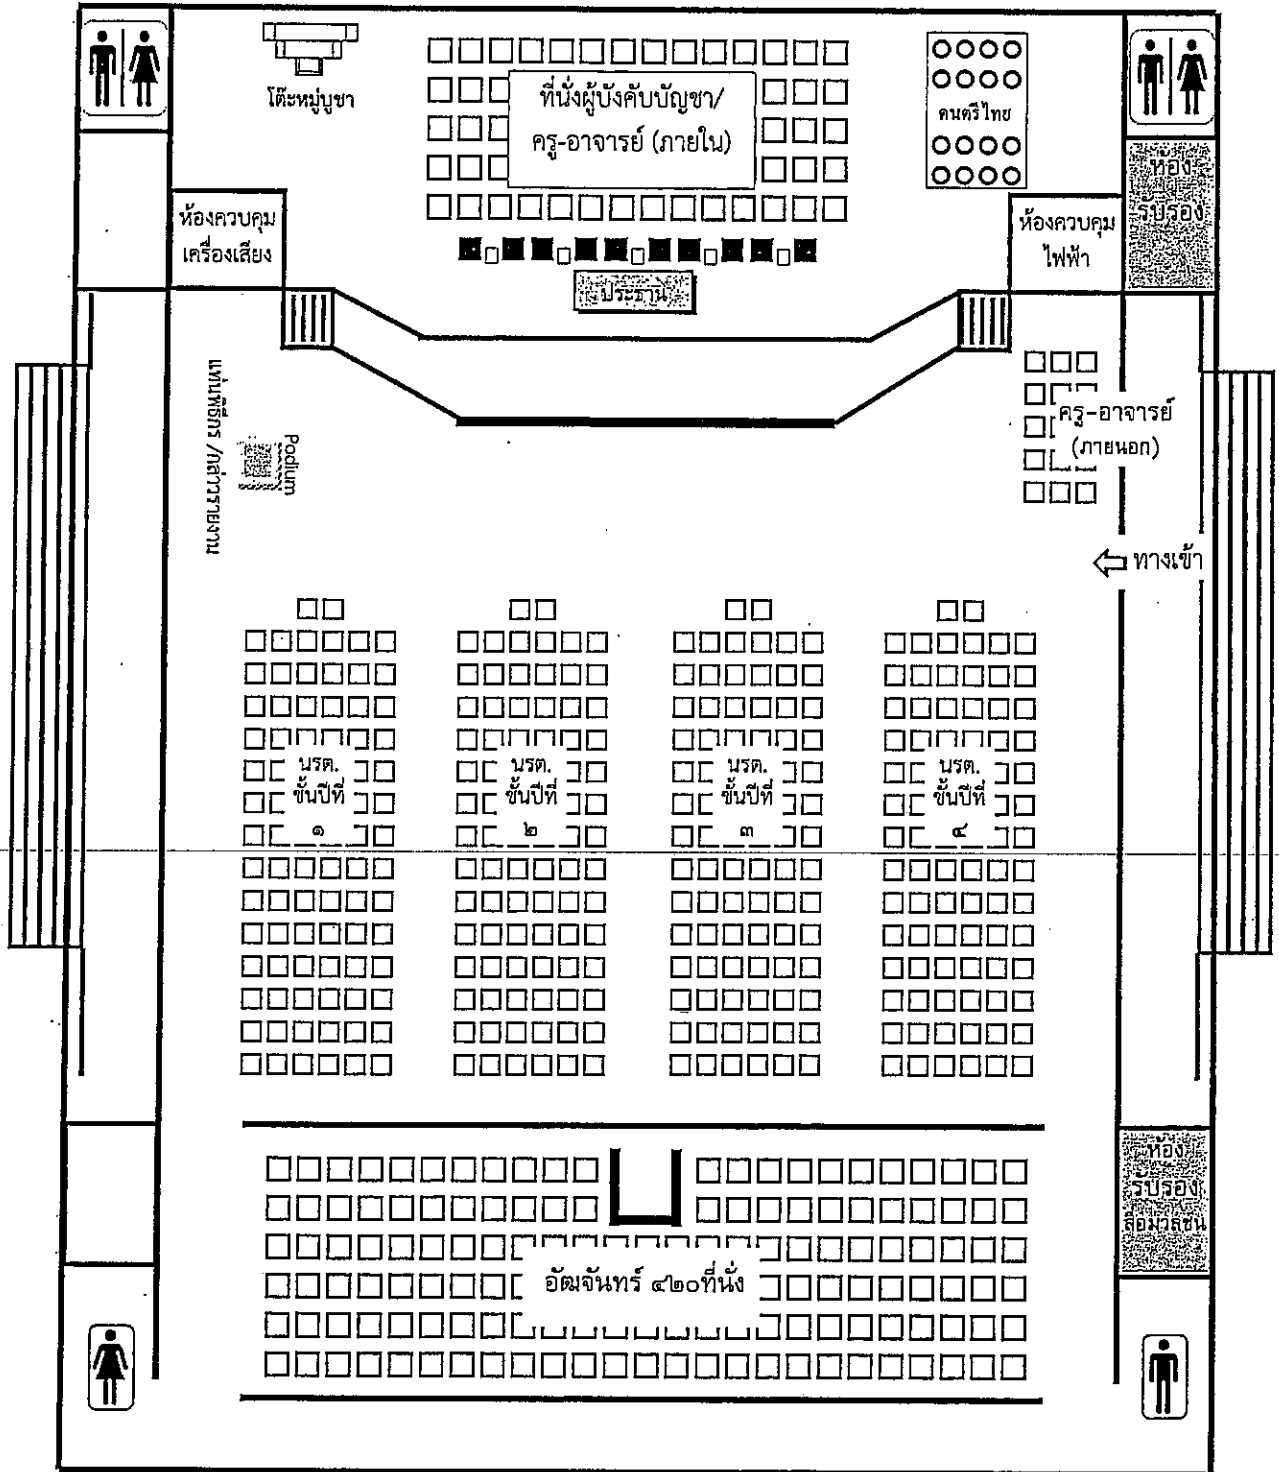 โต๊ะหมู่บูชา
ที่นั่งผู้บังคับบัญชา/
ครู-อาจารย์ (ภายใน)
ดนตรีไทย
ห้อง
รับรอง
ห้องควบคุม
เครื่องเสียง
ห้องควบคุม
ไฟฟ้า
ประธาน
แท่นพิธีกร /กล่าวรายงาน
Podium
ครู-อาจารย์
(ภายนอก)
ทางเข้า
นรต.
ชั้นปีที่
๑
นรต.
ชั้นปีที่
๒
นรต.
ชั้นปีที่
๓
นรต.
ชั้นปีที่
๔
ห้อง
รับรอง
สื่อมวลชน
อัฒจันทร์ ๔๒๐ที่นั่ง